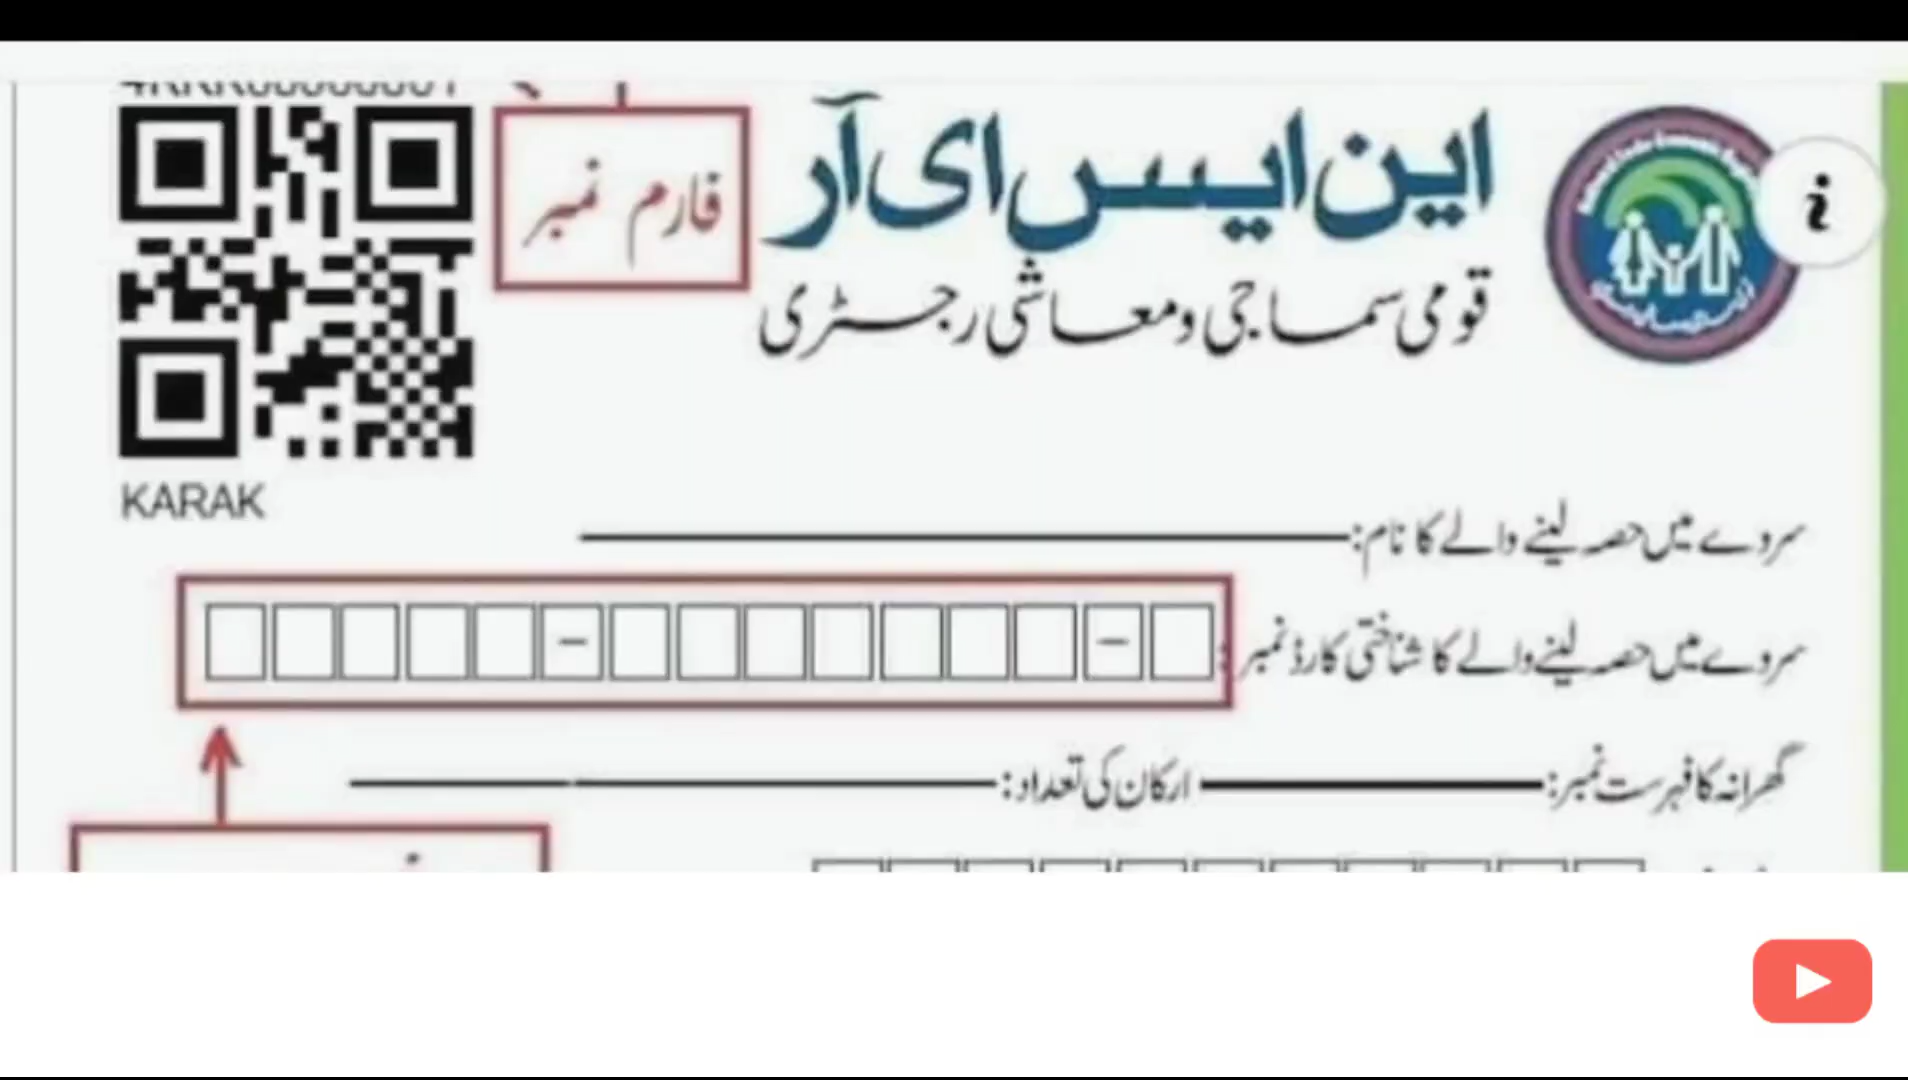 این ایس ای آر
فارم نمبر
قومی سماجی و معاشی رجسٹری
i
KARAK
سروے میں حصہ لینے والے کا نام:
سروے میں حصہ لینے والے کا شناختی کارڈ نمبر:
گھرانہ کا فہرست نمبر: ارکان کی تعداد: